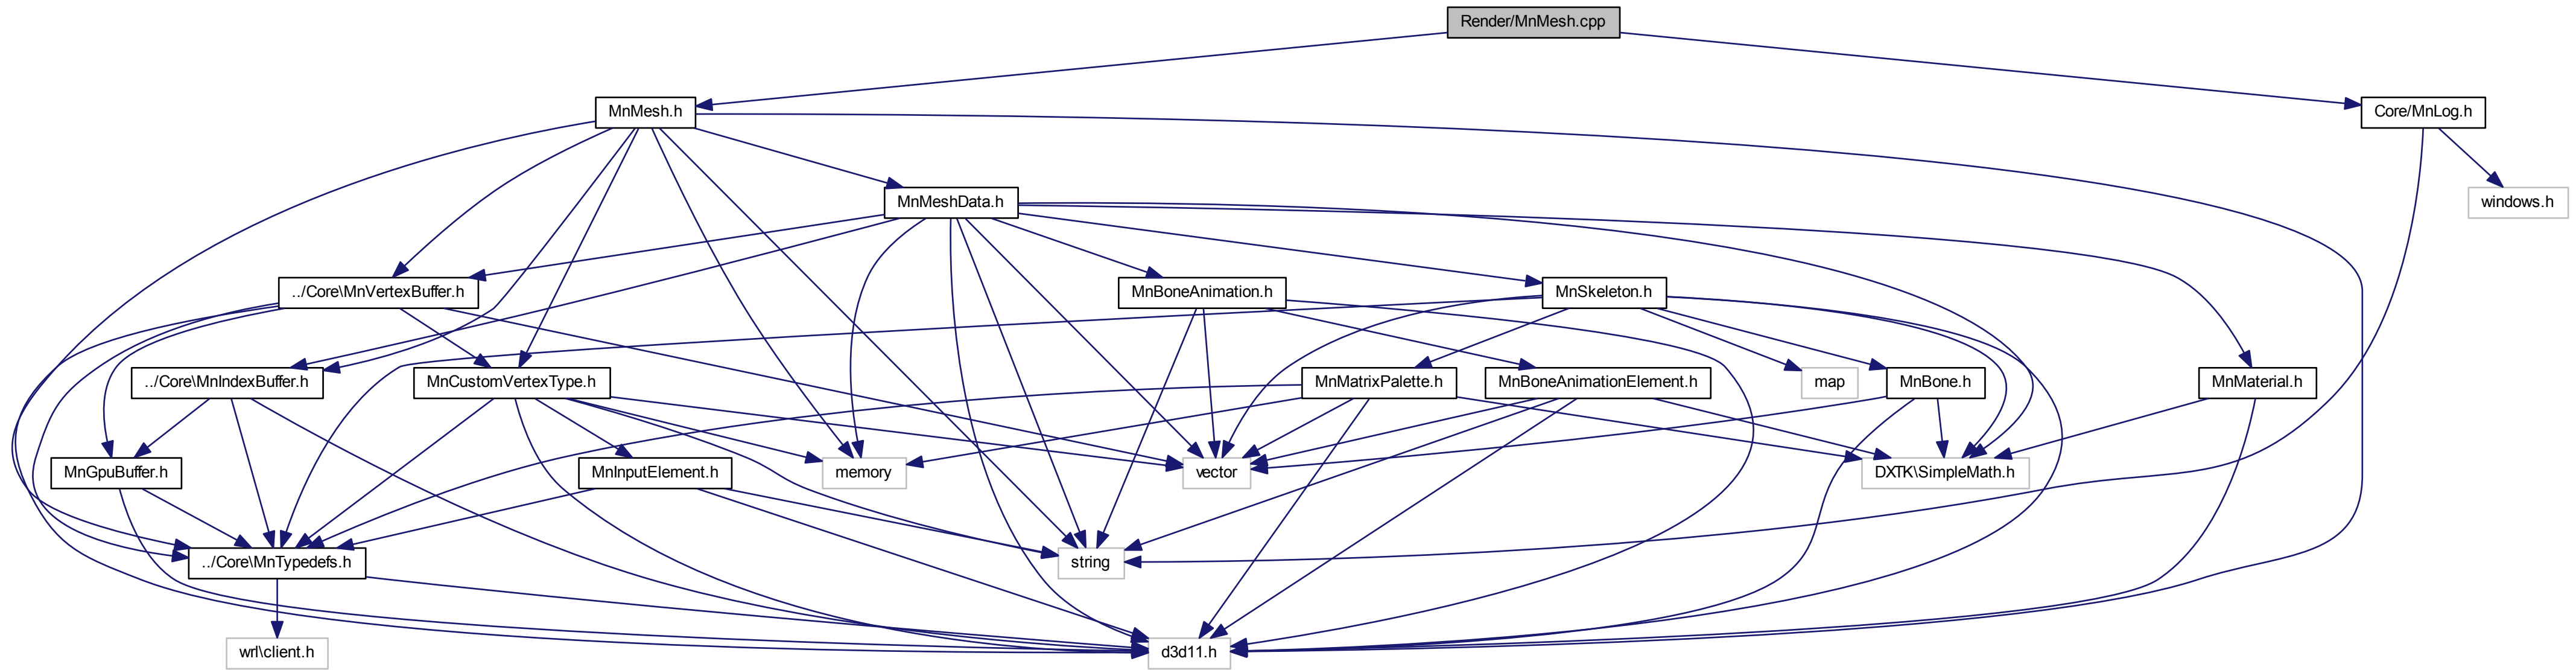 Render/MnMesh.cpp
MnMesh.h
Core/MnLog.h
MnMeshData.h
windows.h
../Core\MnVertexBuffer.h
MnBoneAnimation.h
MnSkeleton.h
../Core\MnIndexBuffer.h
MnCustomVertexType.h
MnMatrixPalette.h
MnBoneAnimationElement.h
map
MnBone.h
MnMaterial.h
MnGpuBuffer.h
MnInputElement.h
memory
vector
DXTK\SimpleMath.h
../Core\MnTypedefs.h
string
wrl\client.h
d3d11.h